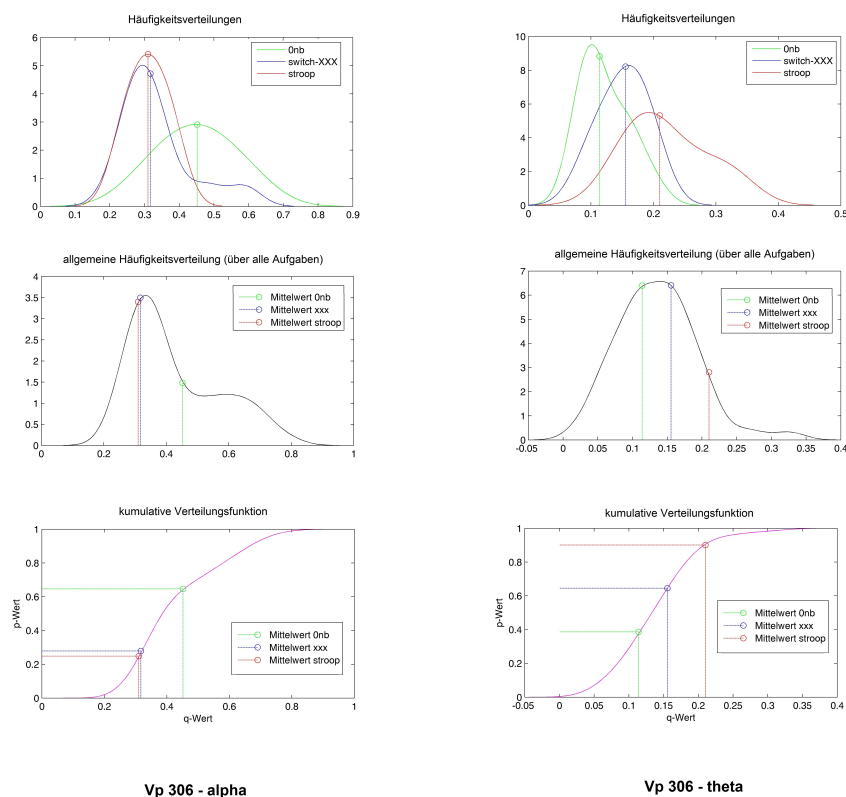 Häufigkeitsverteilungen
6
5
4
3
2
1
0
0 0.1 0.2 0.3 0.4 0.5 0.6 0.7 0.8 0.9
0nb
switch-XXX
stroop
Häufigkeitsverteilungen
10
8
6
4
2
0
0 0.1 0.2 0.3 0.4 0.5
0nb
switch-XXX
stroop
allgemeine Häufigkeitsverteilung (über alle Aufgaben)
4
3.5
3
2.5
2
1.5
1
0.5
0
0 0.2 0.4 0.6 0.8 1
Mittelwert 0nb
Mittelwert xxx
Mittelwert stroop
allgemeine Häufigkeitsverteilung (über alle Aufgaben)
7
6
5
4
3
2
1
0
-0.05 0 0.05 0.1 0.15 0.2 0.25 0.3 0.35 0.4
Mittelwert 0nb
Mittelwert xxx
Mittelwert stroop
kumulative Verteilungsfunktion
1
0.8
0.6
0.4
0.2
0
p-Wert
0 0.2 0.4 0.6 0.8 1
q-Wert
Mittelwert 0nb
Mittelwert xxx
Mittelwert stroop
kumulative Verteilungsfunktion
1
0.8
0.6
0.4
0.2
0
p-Wert
-0.05 0 0.05 0.1 0.15 0.2 0.25 0.3 0.35 0.4
q-Wert
Mittelwert 0nb
Mittelwert xxx
Mittelwert stroop
Vp 306 - alpha
Vp 306 - theta